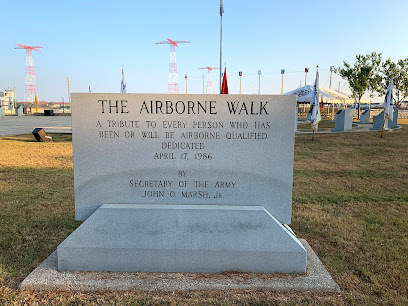 THE AIRBORNE WALK
A TRIBUTE TO EVERY PERSON WHO HAS
BEEN OR WILL BE AIRBORNE QUALIFIED
DEDICATED
APRIL 17, 1986
BY
SECRETARY OF THE ARMY
JOHN O. MARSH, JR.